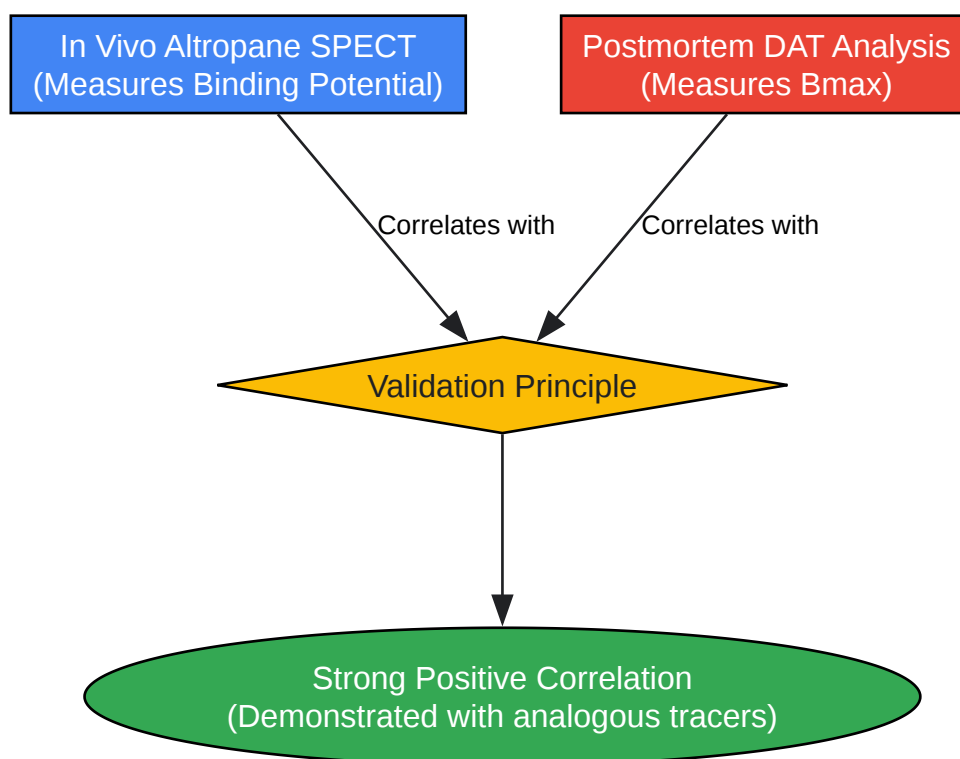 In Vivo Altropane SPECT
(Measures Binding Potential)
Postmortem DAT Analysis
(Measures Bmax)
Correlates with
Correlates with
Validation Principle
Strong Positive Correlation
(Demonstrated with analogous tracers)